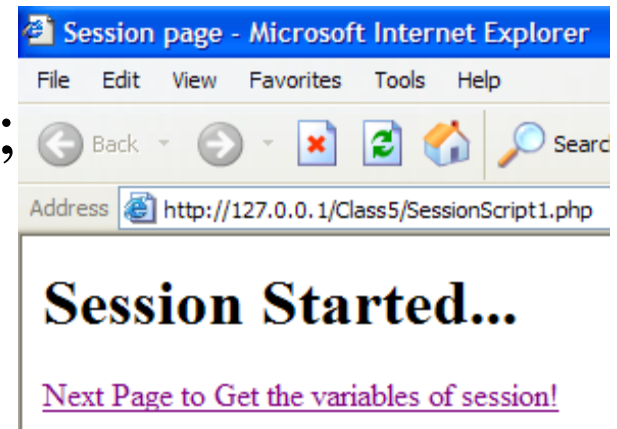 Session page - Microsoft Internet Explorer
File Edit View Favorites Tools Help
;
Back
Address http://127.0.0.1/Class5/SessionScript1.php
Session Started...
Next Page to Get the variables of session!